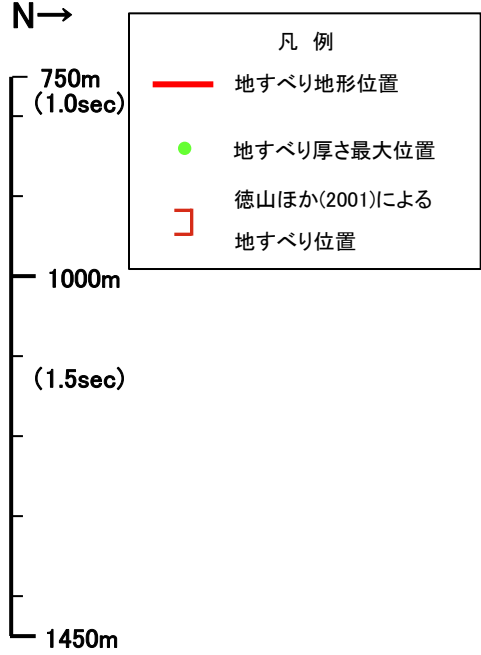 N→
凡 例
750m
(1.0sec)
地すべり地形位置
地すべり厚さ最大位置
徳山ほか(2001)による
地すべり位置
1000m
(1.5sec)
1450m